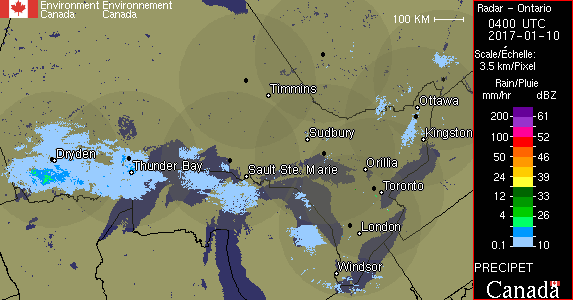 Environment Environnement
Canada Canada
100 KM
Timmins
Ottawa
Sudbury
Kingston
Dryden
Thunder Bay
Sault Ste. Marie
Orillia
Toronto
London
Windsor
Radar - Ontario
0400 UTC
2017-01-10
Scale/Échelle:
3.5 km/Pixel
Rain/Pluie
mm/hr dBZ
200 61
100 52
50 46
24 39
12 33
4 26
0.1 10
PRECIPET
Canada